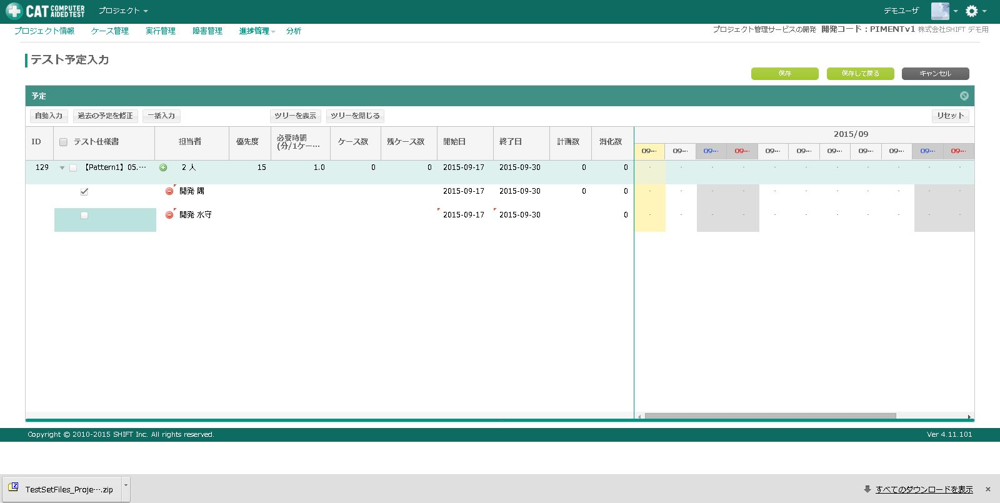 CAT COMPUTER AIDED TEST プロジェクト デモユーザ
プロジェクト情報 ケース管理 実行管理 障害管理 進捗管理 分析 プロジェクト管理サービスの開発 開発コード：PIMENTv1 株式会社SHIFT デモ用
テスト予定入力
保存 保存して戻る キャンセル
予定
自動入力 過去の予定を修正 一括入力 ツリーを表示 ツリーを閉じる リセット
ID テスト仕様書 担当者 優先度 必要時間 (分/1ケー… ケース数 残ケース数 開始日 終了日 計画数 消化数 2015/09
09… 09… 09… 09… 09… 09… 09… 09… 09… 09… 09…
129 【Pattern1】05.… 2 人 15 1.0 0 0 2015-09-17 2015-09-30 0 0 - - - - - - - - - - -
開発 隅 2015-09-17 2015-09-30 0 0 - - - - - - - - - - -
開発 水守 2015-09-17 2015-09-30 0 - - - - - - - - - - -
Copyright © 2010-2015 SHIFT Inc. All rights reserved. Ver 4.11.101
TestSetFiles_Proje….zip すべてのダウンロードを表示